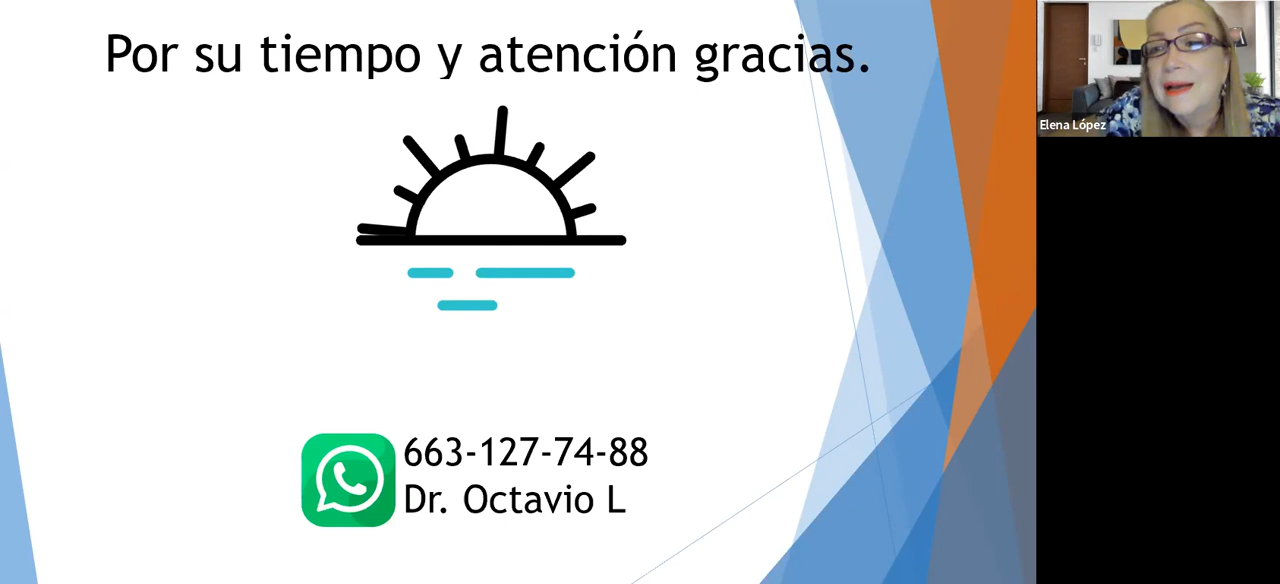 Por su tiempo y atención gracias.
Elena López
663-127-74-88
Dr. Octavio L